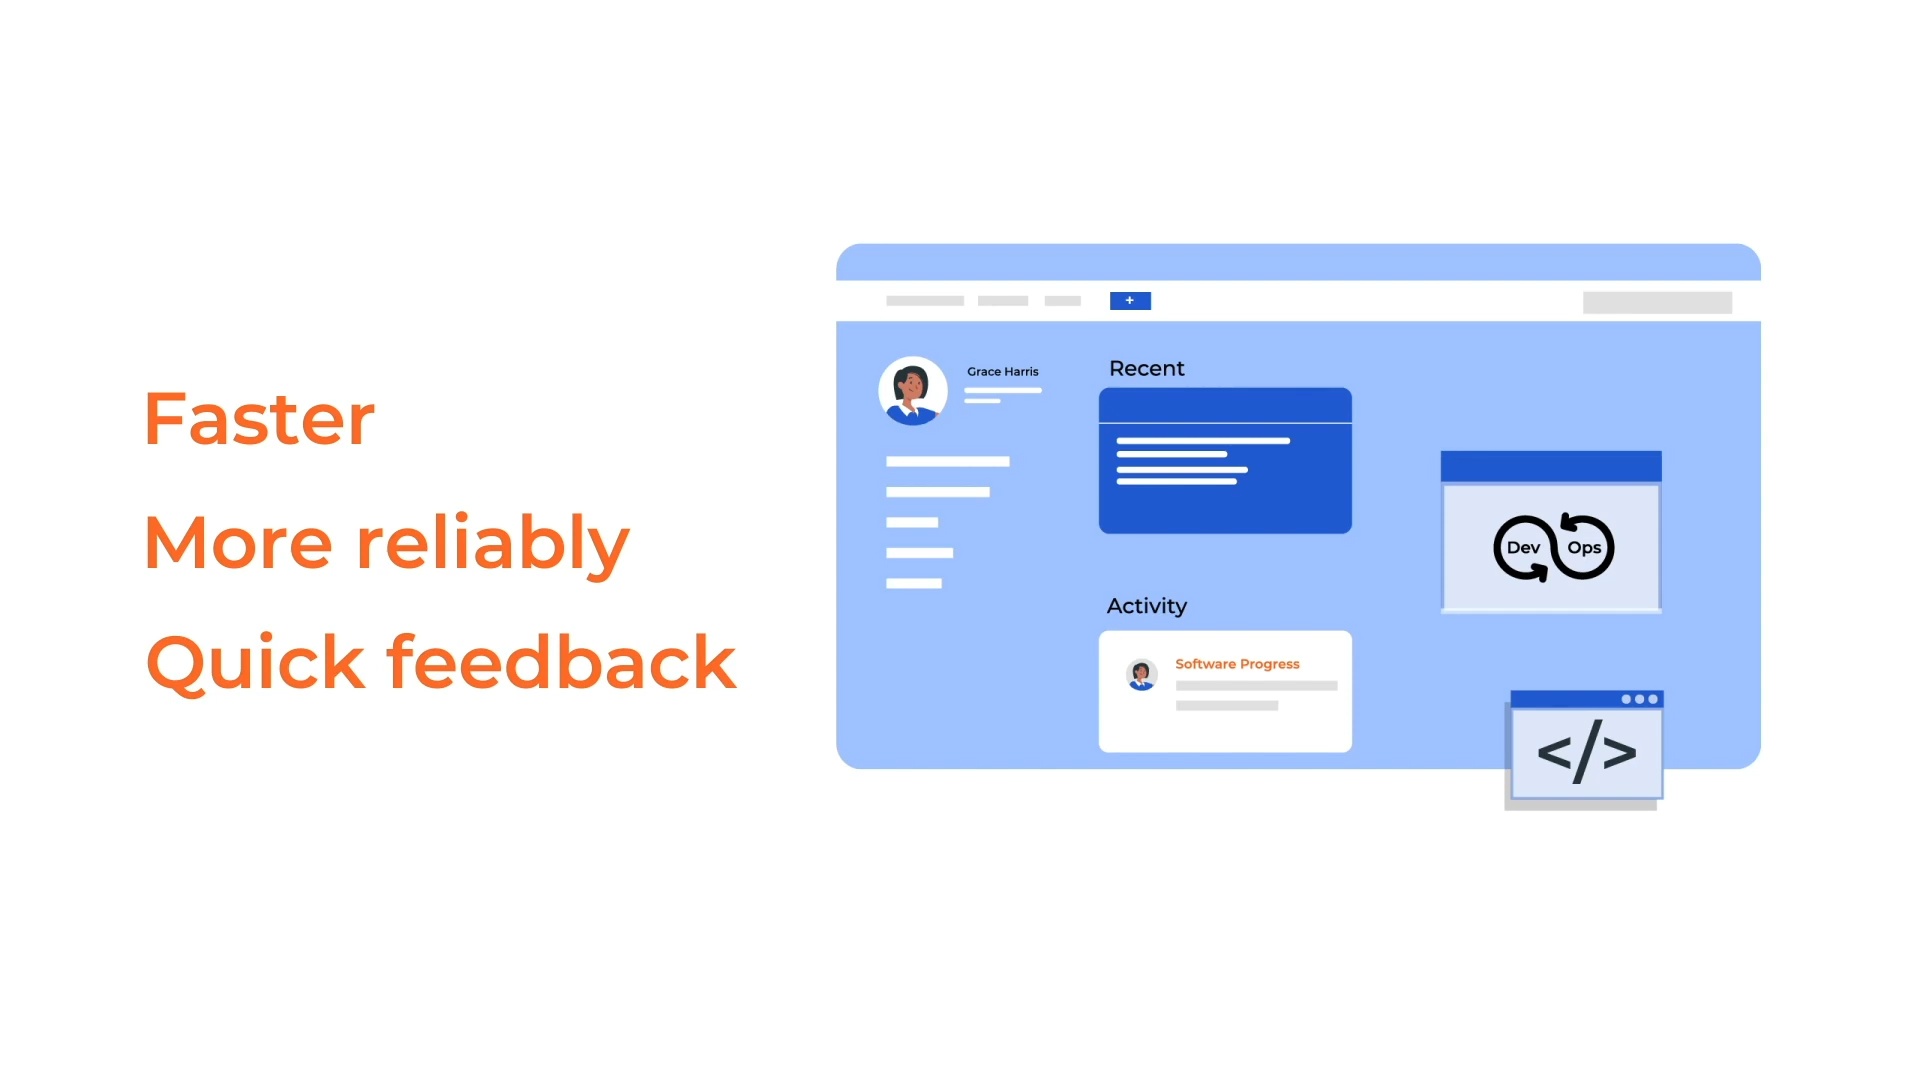 Faster
More reliably
Quick feedback
+
Grace Harris
Recent
Dev Ops
Activity
Software Progress
</>